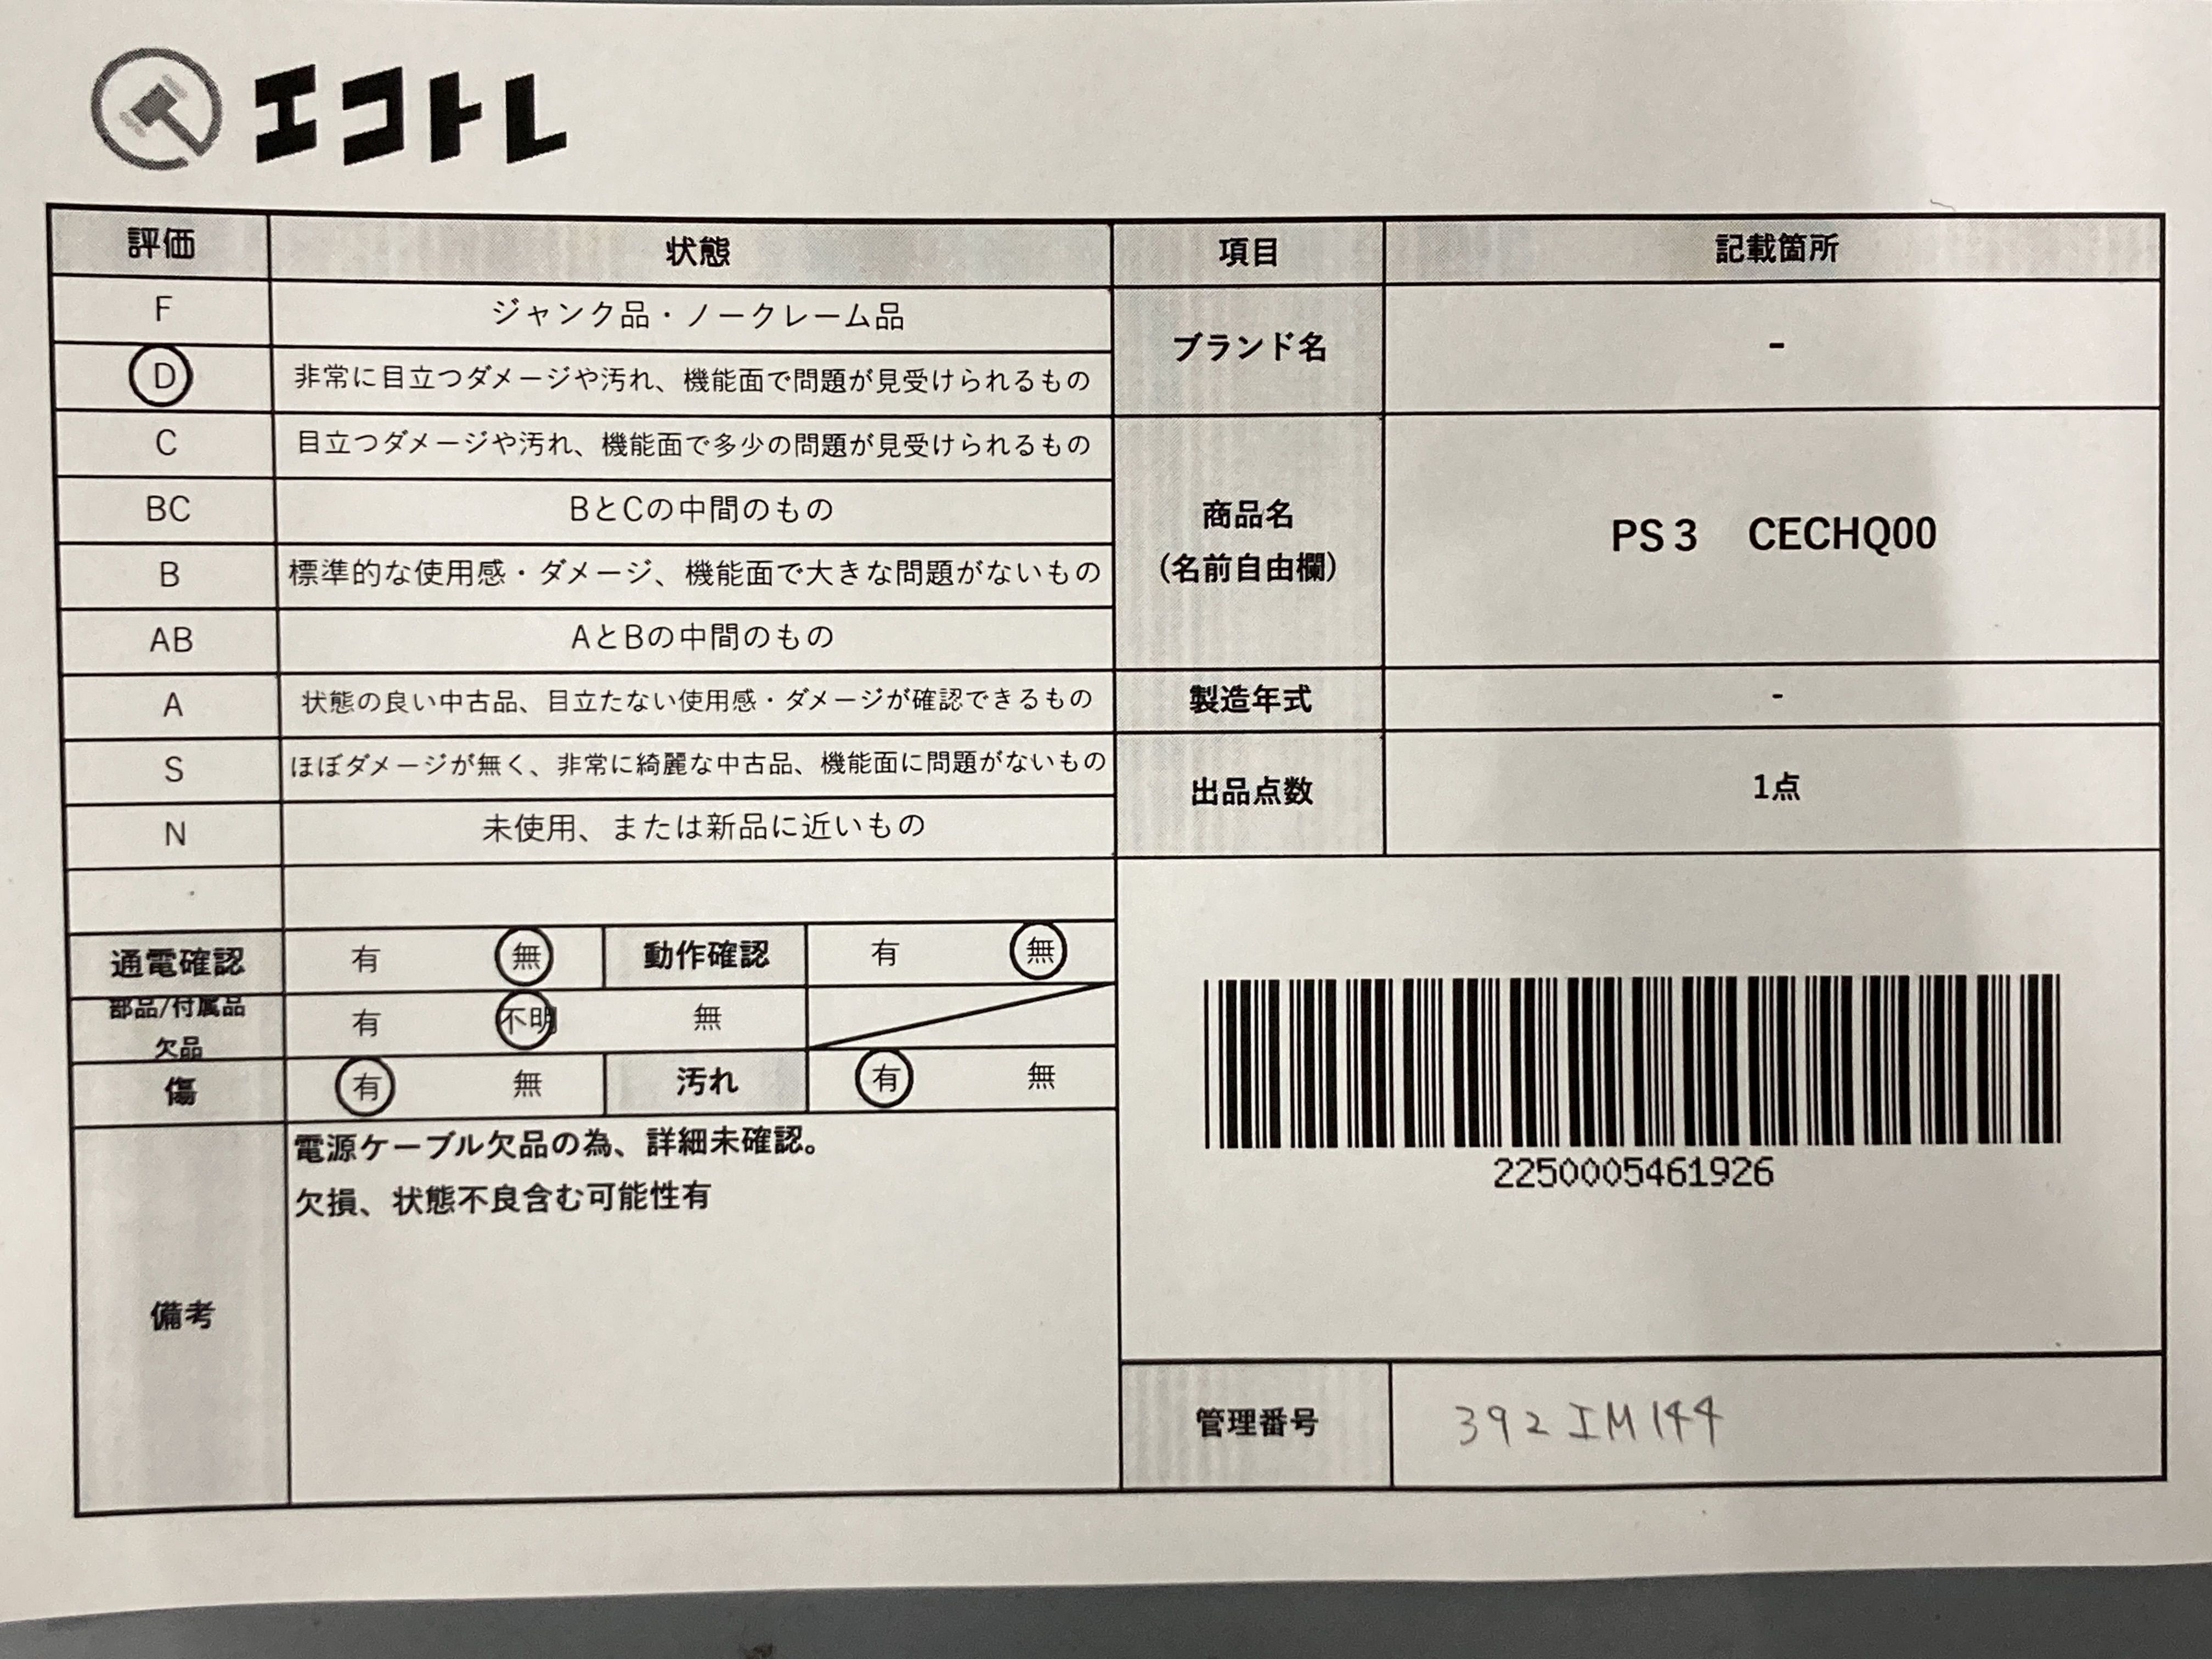 エコトレ
評価 状態 項目 記載箇所
F ジャンク品・ノークレーム品
D 非常に目立つダメージや汚れ、機能面で問題が見受けられるもの
ブランド名 -
C 目立つダメージや汚れ、機能面で多少の問題が見受けられるもの
BC BとCの中間のもの
B 標準的な使用感・ダメージ、機能面で大きな問題がないもの
商品名
(名前自由欄)
PS３　CECHQ00
AB AとBの中間のもの
A 状態の良い中古品、目立たない使用感・ダメージが確認できるもの
製造年式 -
S ほぼダメージが無く、非常に綺麗な中古品、機能面に問題がないもの
出品点数 1点
N 未使用、または新品に近いもの
通電確認 有 無 動作確認 有 無
部品/付属品
欠品
有 不明 無
傷 有 無 汚れ 有 無
備考
電源ケーブル欠品の為、詳細未確認。
欠損、状態不良含む可能性有
2250005461926
管理番号 392IM144